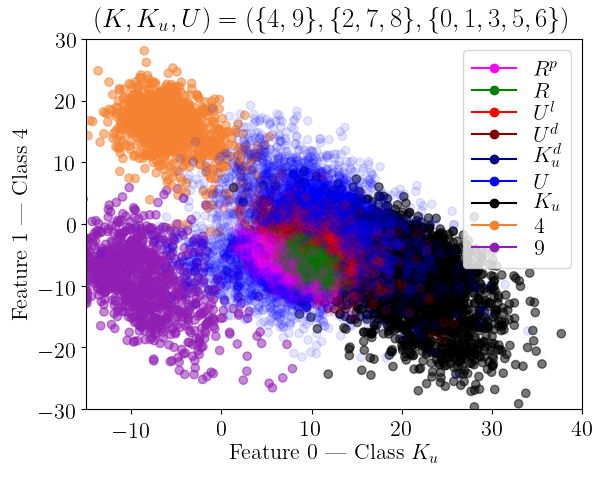 (K, K_u, U) = ({4, 9}, {2, 7, 8}, {0, 1, 3, 5, 6})
30
20
10
0
−10
−20
−30
Feature 1 — Class 4
R^p
R
U^l
U^d
K_u^d
U
K_u
4
9
−10
0
10
20
30
40
Feature 0 — Class K_u